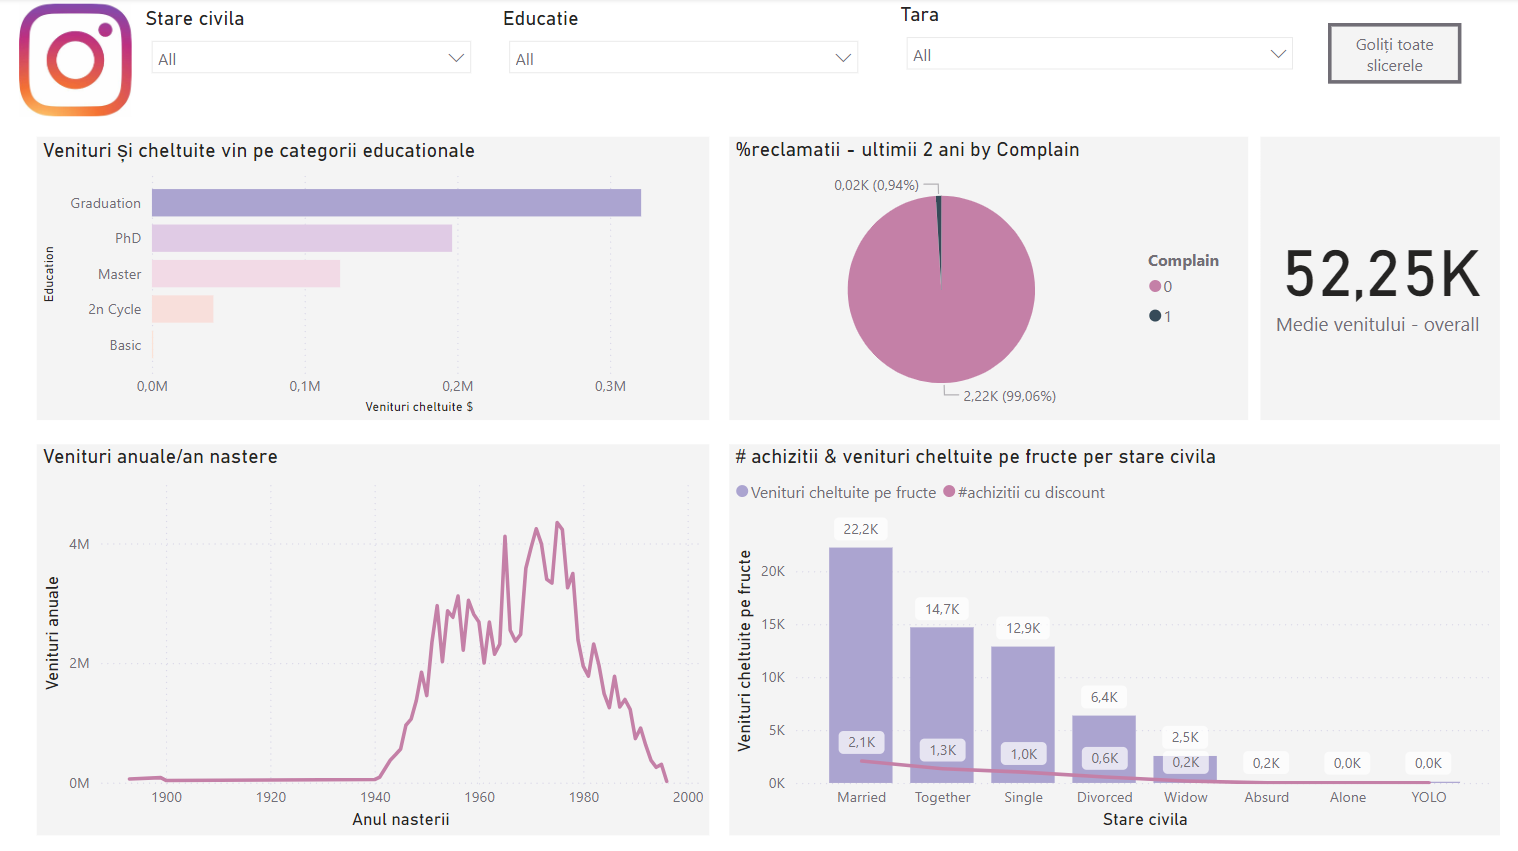 Stare civila
All
Educatie
All
Tara
All
Goliți toate
slicerele
Venituri și cheltuite vin pe categorii educationale
Education
Graduation
PhD
Master
2n Cycle
Basic
0,0M
0,1M
0,2M
0,3M
Venituri cheltuite $
%reclamatii - ultimii 2 ani by Complain
0,02K (0,94%)
2,22K (99,06%)
Complain
0
1
52,25K
Medie venitului - overall
Venituri anuale/an nastere
Venituri anuale
4M
2M
0M
1900
1920
1940
1960
1980
2000
Anul nasterii
# achizitii & venituri cheltuite pe fructe per stare civila
Venituri cheltuite pe fructe
#achizitii cu discount
Venituri cheltuite pe fructe
20K
15K
10K
5K
0K
22,2K
14,7K
12,9K
6,4K
2,5K
2,1K
1,3K
1,0K
0,6K
0,2K
0,2K
0,0K
0,0K
Married
Together
Single
Divorced
Widow
Absurd
Alone
YOLO
Stare civila